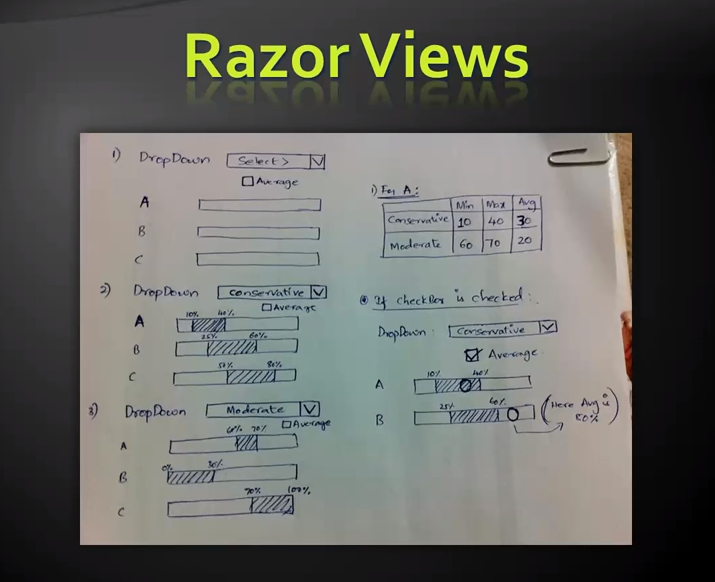 Razor Views
1) DropDown Select >
Average
A
B
C
2) DropDown Conservative
Average
10% 40%
A
25% 60%
B
50% 80%
C
3) DropDown Moderate
Average
60% 70%
A
0% 30%
B
70% 100%
C
1) For A:
Min Max Avg
Conservative 10 40 30
Moderate 60 70 20
If CheckBox is checked:
DropDown: Conservative
Average
10% 40%
A
25% 60%
B
(Here Avg is
80%)